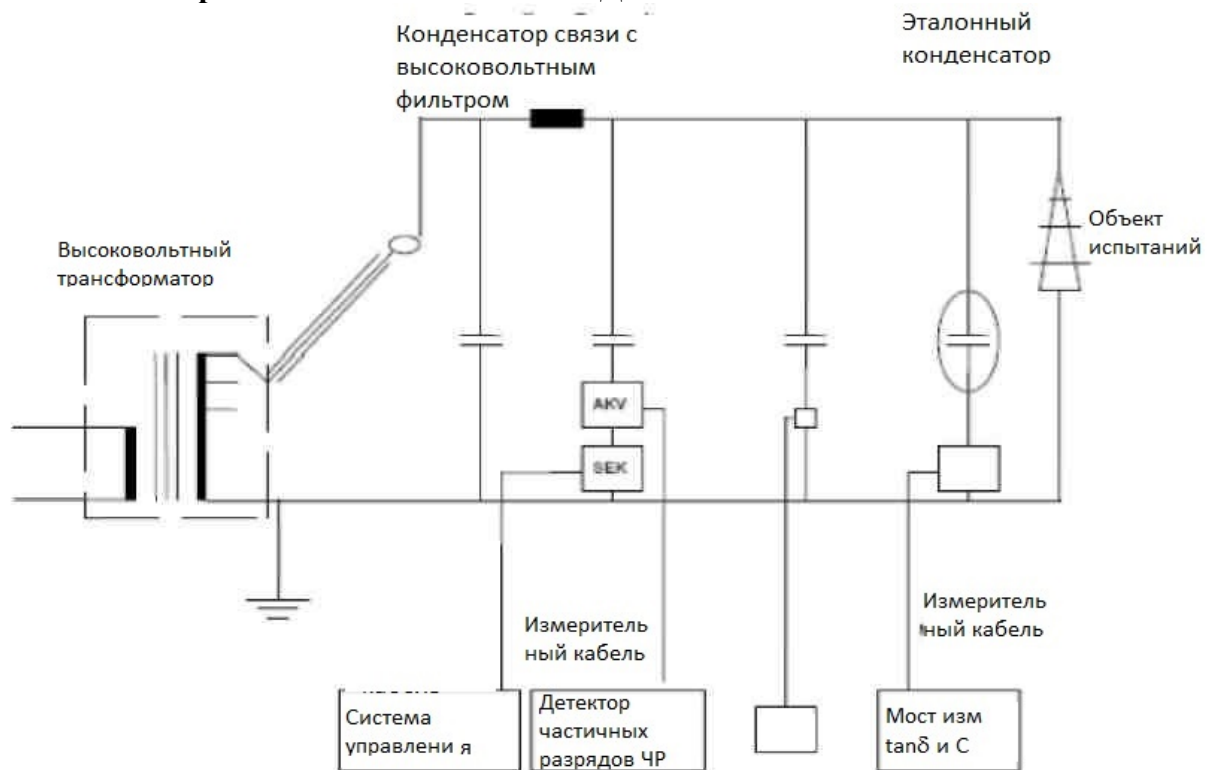 Конденсатор связи с
высоковольтным
фильтром
Эталонный
конденсатор
Высоковольтный
трансформатор
Объект
испытаний
AKV
SEK
Измеритель
ный кабель
Измеритель
ный кабель
Система
управлени я
Детектор
частичных
разрядов ЧР
Мост изм
tanδ и C